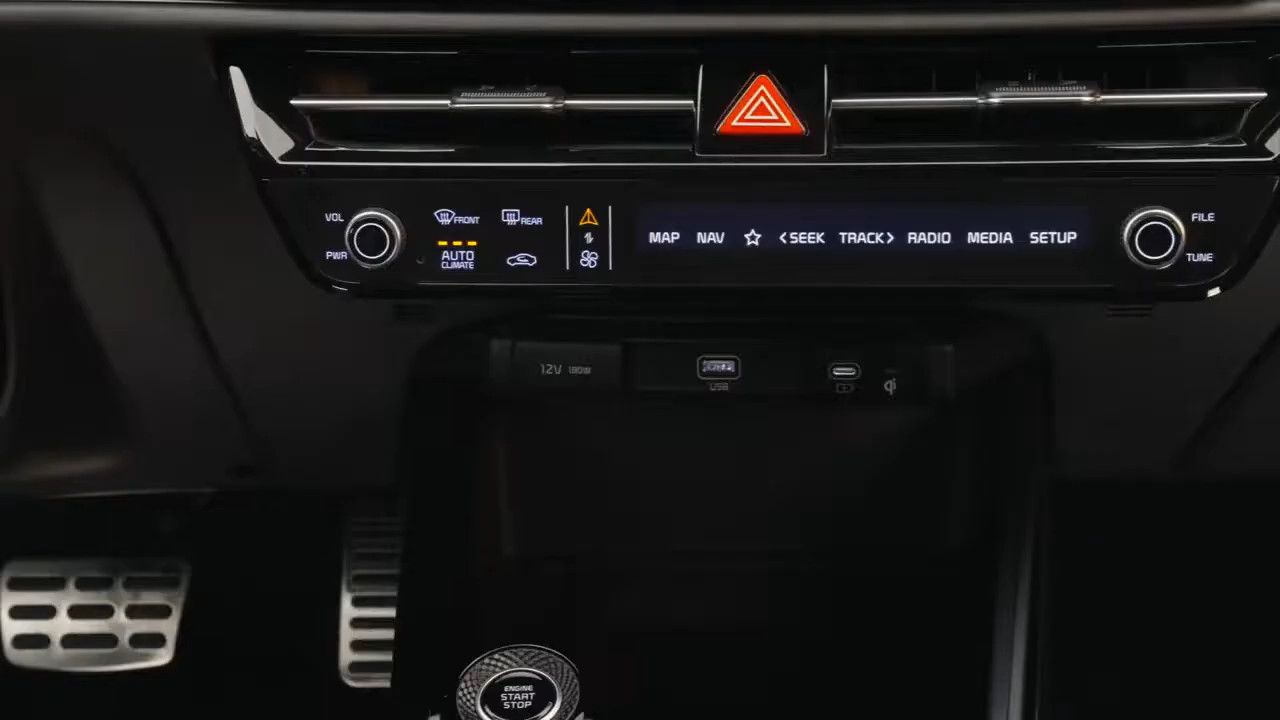 VOL
PWR
FRONT
REAR
AUTO
CLIMATE
MAP NAV SEEK TRACK RADIO MEDIA SETUP
FILE
TUNE
12V 180W
USB
ENGINE
START
STOP